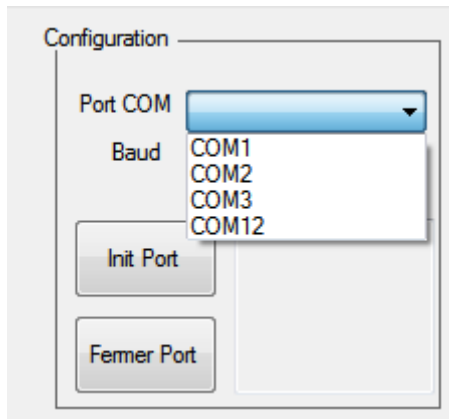 Configuration
Port COM
Baud
COM1
COM2
COM3
COM12
Init Port
Fermer Port